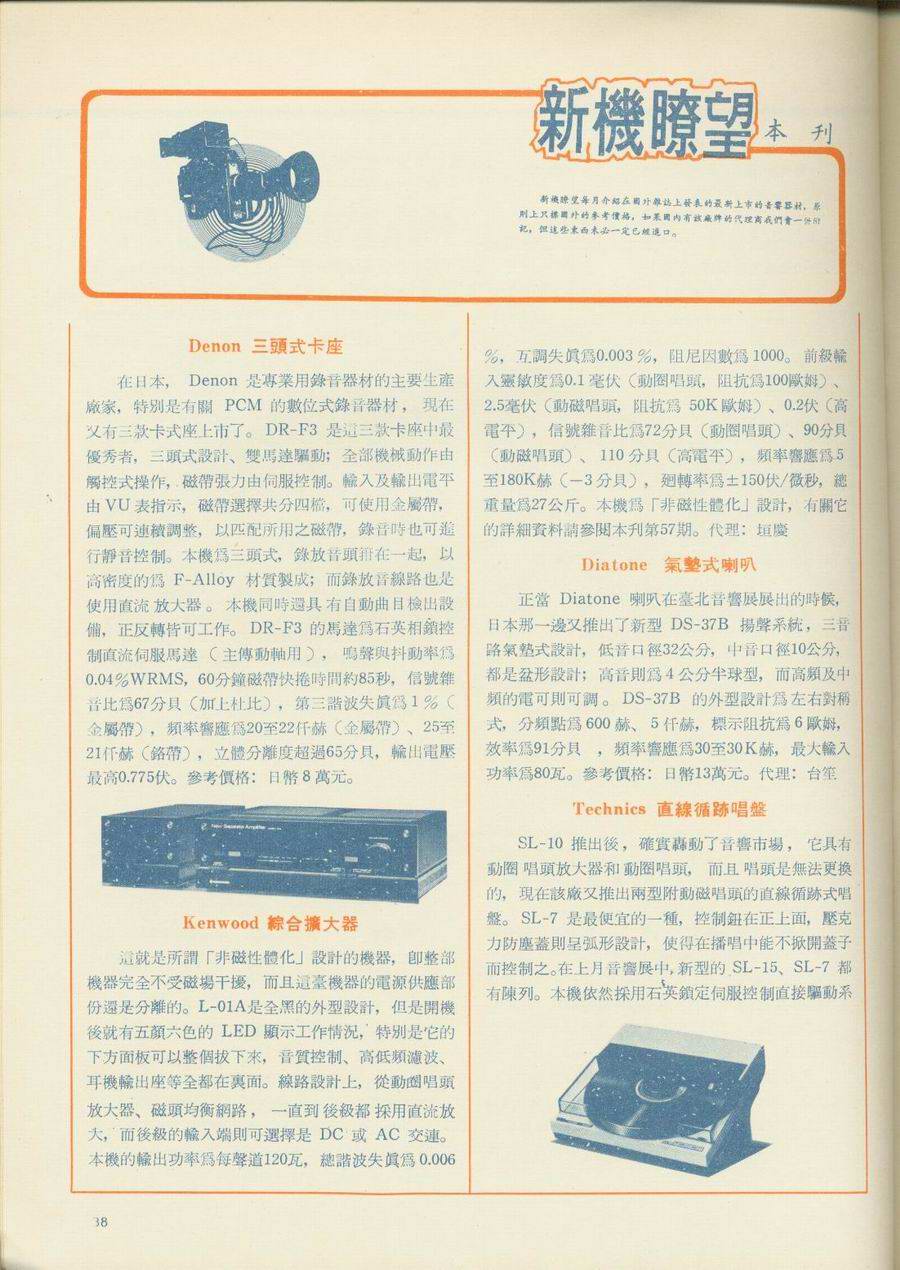 新機瞭望
本 刊
新機瞭望每月介紹在國外雜誌上發表的最新上市的音響器材，原
則上只標國外的參考價格，如果國內有該廠牌的代理商我們會一併附
記，但這些東西未必一定已經進口。
Denon 三頭式卡座
在日本， Denon 是專業用錄音器材的主要生產
廠家，特別是有關 PCM 的數位式錄音器材，現在
又有三款卡式座上市了。DR-F3 是這三款卡座中最
優秀者，三頭式設計、雙馬達驅動；全部機械動作由
觸控式操作，磁帶張力由伺服控制。輸入及輸出電平
由 VU 表指示，磁帶選擇共分四檔，可使用金屬帶，
偏壓可連續調整，以匹配所用之磁帶，錄音時也可進
行靜音控制。本機爲三頭式，錄放音頭組在一起，以
高密度的爲 F-Alloy 材質製成；而錄放音線路也是
使用直流 放大器。 本機同時還具 有自動曲目檢出設
備，正反轉皆可工作。 DR-F3 的馬達爲石英相鎖控
制直流伺服馬達 （ 主傳動軸用 ） ， 鳴聲與抖動率爲
0.04％WRMS，60分鐘磁帶快捲時間約85秒，信號雜
音比爲67分貝（加上杜比），第三諧波失眞爲 1 ％（
金屬帶），頻率響應爲20至22仟赫（金屬帶）、25至
21仟赫（鉻帶），立體分離度超過65分貝，輸出電壓
最高0.775伏。參考價格：日幣 8 萬元。
Kenwood 綜合擴大器
這就是所謂「非磁性體化」設計的機器，卽整部
機器完全不受磁場干擾，而且這臺機器的電源供應部
份還是分離的。L-01A是全黑的外型設計，但是開機
後就有五顏六色的 LED 顯示工作情況，特別是它的
下方面板可以整個拔下來，音質控制、高低頻濾波、
耳機輸出座等全都在裏面。線路設計上，從動圈唱頭
放大器、磁頭均衡網路， 一直到後級都 採用直流放
大，而後級的輸入端則可選擇是 DC 或 AC 交連。
本機的輸出功率爲每聲道120瓦，總諧波失眞爲 0.006
％，互調失眞爲0.003 ％，阻尼因數爲 1000。 前級輸
入靈敏度爲0.1 毫伏（動圈唱頭，阻抗爲100歐姆）、
2.5毫伏（動磁唱頭，阻抗爲 50K 歐姆）、0.2伏（高
電平），信號雜音比爲72分貝（動圈唱頭）、90分貝
（動磁唱頭）、 110 分貝（高電平），頻率響應爲 5
至180K赫（－3 分貝），廻轉率爲±150伏/微秒，總
重量爲27公斤。本機爲「非磁性體化」設計，有關它
的詳細資料請參閱本刊第57期。代理：垣慶
Diatone 氣墊式喇叭
正當 Diatone 喇叭在臺北音響展展出的時候，
日本那一邊又推出了新型 DS-37B 揚聲系統，三音
路氣墊式設計，低音口徑32公分，中音口徑10公分，
都是盆形設計；高音則爲 4 公分半球型，而高頻及中
頻的電可則可調 。 DS-37B 的外型設計爲 左右對稱
式，分頻點爲 600 赫、 5 仟赫，標示阻抗爲 6 歐姆，
效率爲91分貝 ，頻率響應爲30至30K赫，最大輸入
功率爲80瓦。參考價格：日幣13萬元。代理：台笙
Technics 直線循跡唱盤
SL-10 推出後，確實轟動了音響市場， 它具有
動圈 唱頭放大器和 動圈唱頭， 而且 唱頭是無法更換
的，現在該廠又推出兩型附動磁唱頭的直線循跡式唱
盤。 SL-7 是最便宜的一種，控制鈕在正上面，壓克
力防塵蓋則呈弧形設計，使得在播唱中能不掀開蓋子
而控制之。在上月音響展中，新型的 SL-15、SL-7 都
有陳列。本機依然採用石英鎖定伺服控制直接驅動系
38